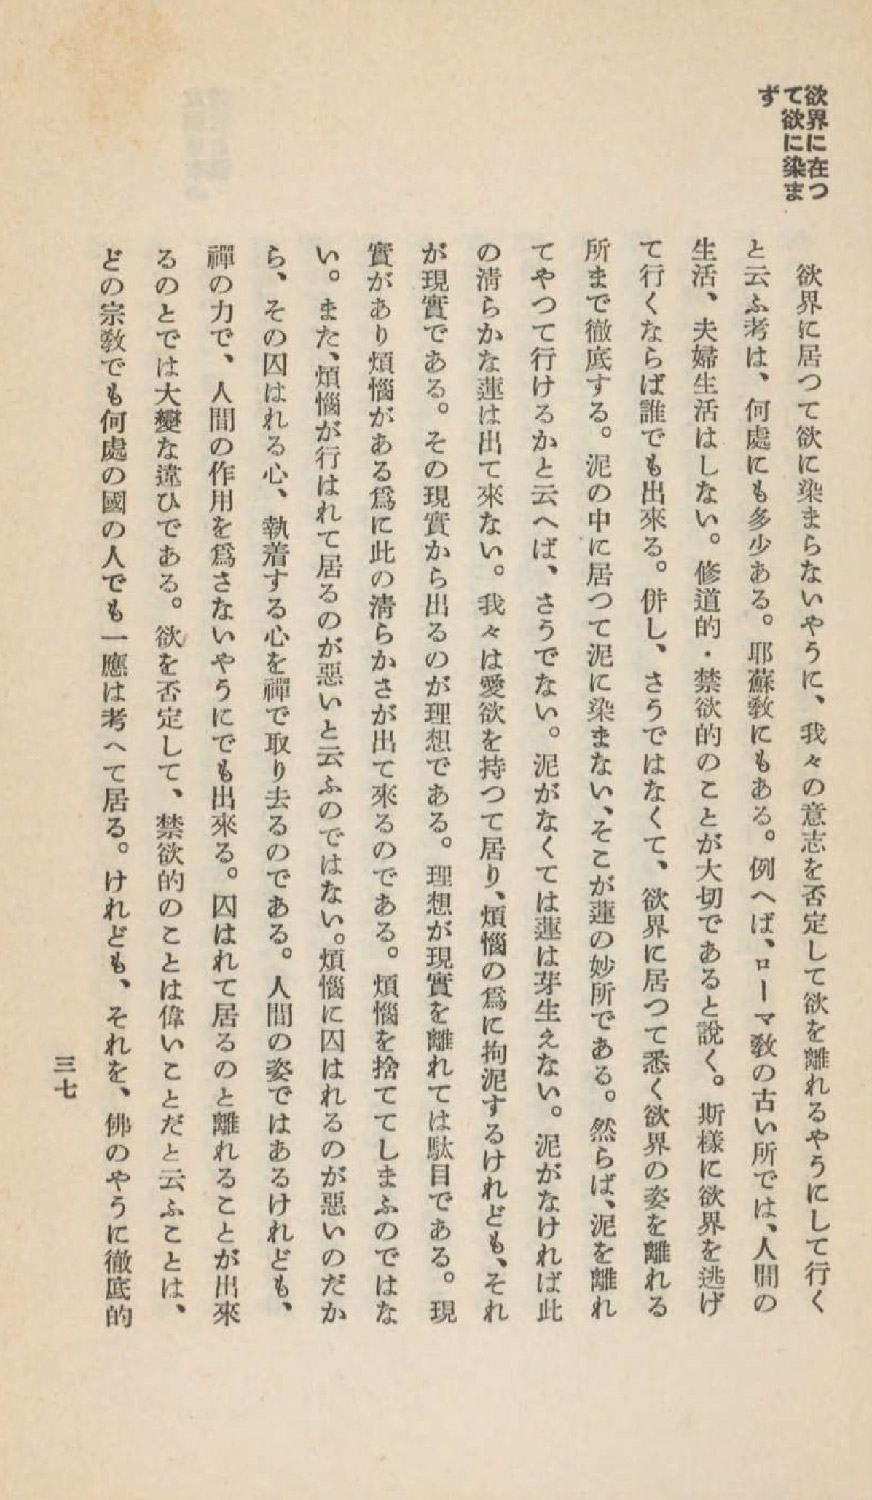 欲界に在つ
て欲に染ま
ず
欲界に居つて欲に染まらないやうに、我々の意志を否定して欲を離れるやうにして行く
と云ふ考は、何處にも多少ある。耶蘇敎にもある。例へば、ローマ敎の古い所では、人間の
生活、夫婦生活はしない。修道的・禁欲的のことが大切であると說く。斯樣に欲界を逃げ
て行くならば誰でも出來る。併し、さうではなくて、欲界に居つて悉く欲界の姿を離れる
所まで徹底する。泥の中に居つて泥に染まない、そこが蓮の妙所である。然らば、泥を離れ
てやつて行けるかと云へば、さうでない。泥がなくては蓮は芽生えない。泥がなければ此
の淸らかな蓮は出て來ない。我々は愛欲を持つて居り、煩惱の爲に拘泥するけれども、それ
が現實である。その現實から出るのが理想である。理想が現實を離れては駄目である。現
實があり煩惱がある爲に此の淸らかさが出て來るのである。煩惱を捨ててしまふのではな
い。また、煩惱が行はれて居るのが惡いと云ふのではない。煩惱に囚はれるのが惡いのだか
ら、その囚はれる心、執着する心を禪で取り去るのである。人間の姿ではあるけれども、
禪の力で、人間の作用を爲さないやうにでも出來る。囚はれて居るのと離れることが出來
るのとでは大變な違ひである。欲を否定して、禁欲的のことは偉いことだと云ふことは、
どの宗敎でも何處の國の人でも一應は考へて居る。けれども、それを、佛のやうに徹底的
三七